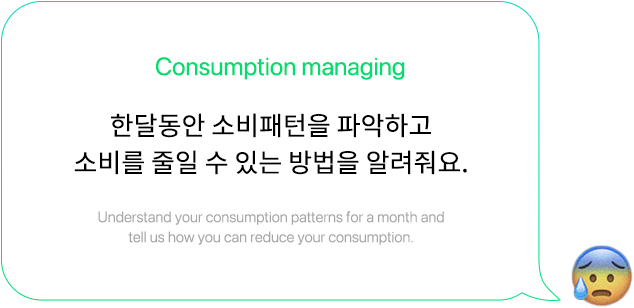 Consumption managing
한달동안 소비패턴을 파악하고
소비를 줄일 수 있는 방법을 알려줘요.
Understand your consumption patterns for a month and
tell us how you can reduce your consumption.